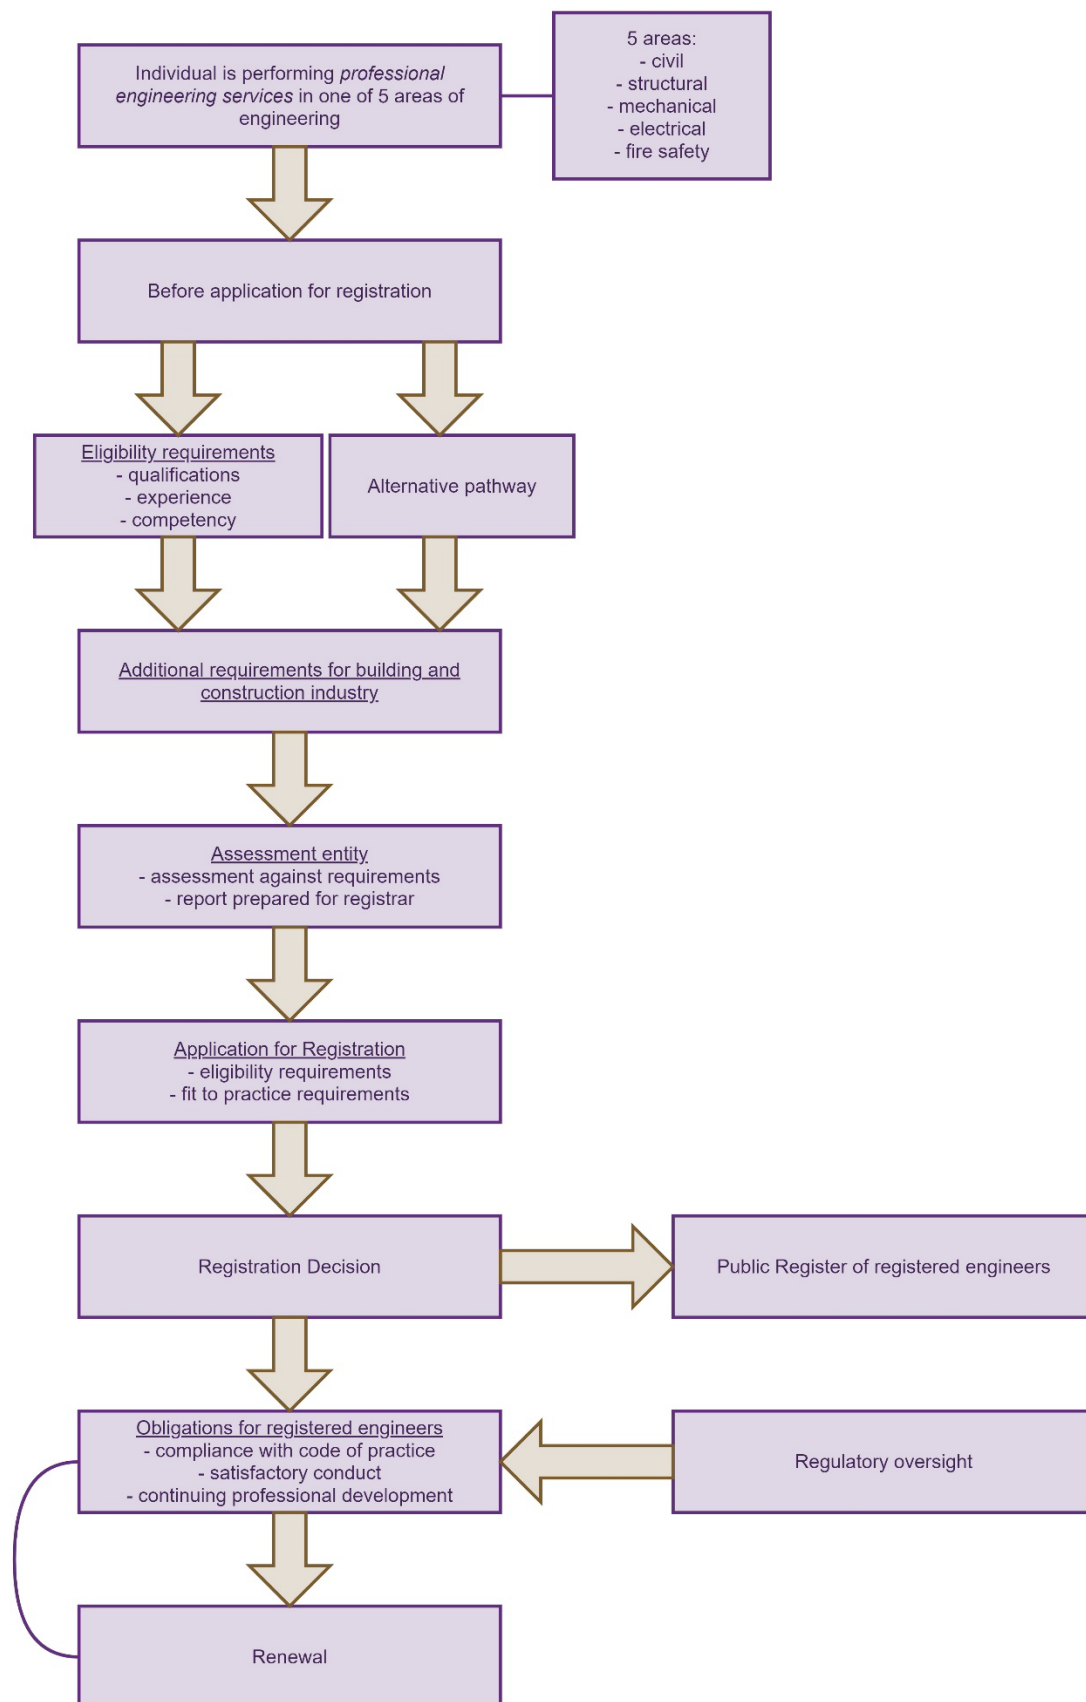 Individual is performing professional
engineering services in one of 5 areas of
engineering
5 areas:
- civil
- structural
- mechanical
- electrical
- fire safety
Before application for registration
Eligibility requirements
- qualifications
- experience
- competency
Alternative pathway
Additional requirements for building and
construction industry
Assessment entity
- assessment against requirements
- report prepared for registrar
Application for Registration
- eligibility requirements
- fit to practice requirements
Registration Decision
Public Register of registered engineers
Obligations for registered engineers
- compliance with code of practice
- satisfactory conduct
- continuing professional development
Regulatory oversight
Renewal